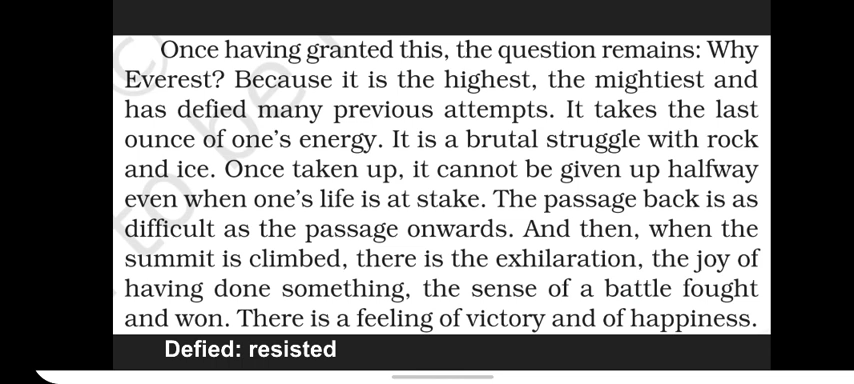 Once having granted this, the question remains: Why
Everest? Because it is the highest, the mightiest and
has defied many previous attempts. It takes the last
ounce of one's energy. It is a brutal struggle with rock
and ice. Once taken up, it cannot be given up halfway
even when one's life is at stake. The passage back is as
difficult as the passage onwards. And then, when the
summit is climbed, there is the exhilaration, the joy of
having done something, the sense of a battle fought
and won. There is a feeling of victory and of happiness.
Defied: resisted